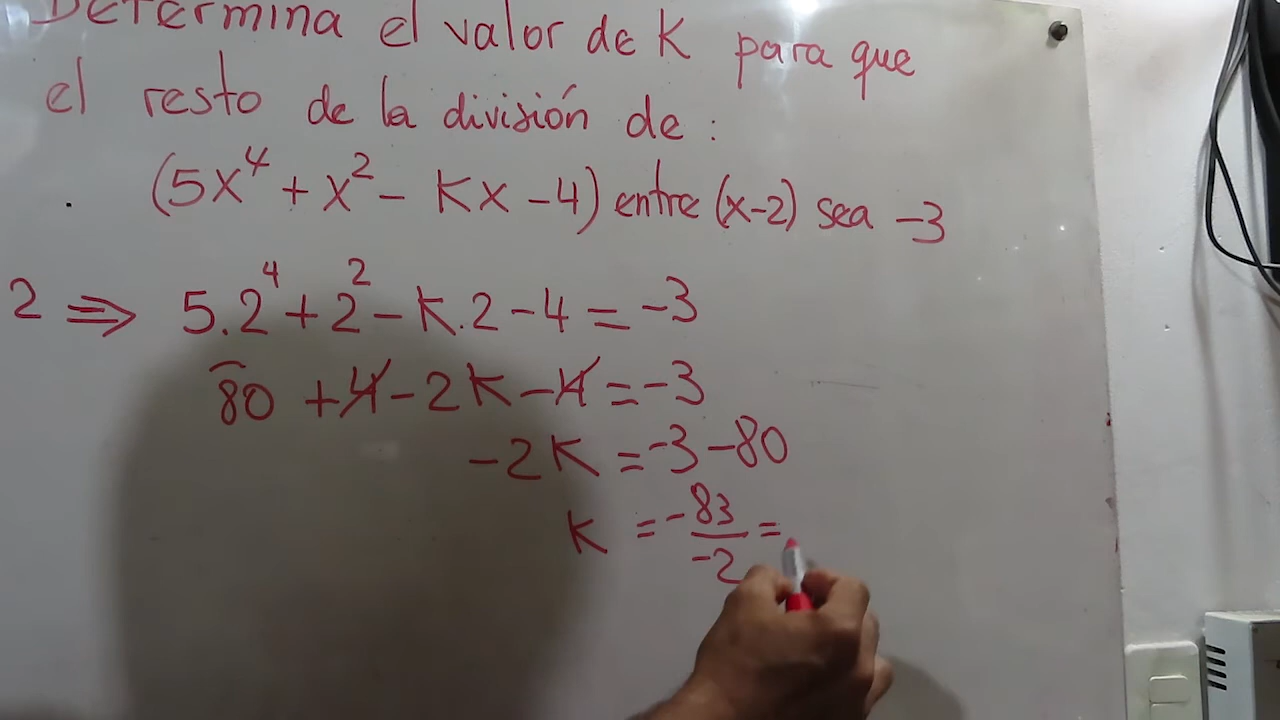 Determina el valor de K para que
el resto de la división de:
(5x⁴ + x² - Kx - 4) entre (x-2) sea -3
2 ⇒ 5.2⁴ + 2² - K.2 - 4 = -3
80 + 4 - 2K - 4 = -3
-2K = -3 - 80
K = -83/-2 =